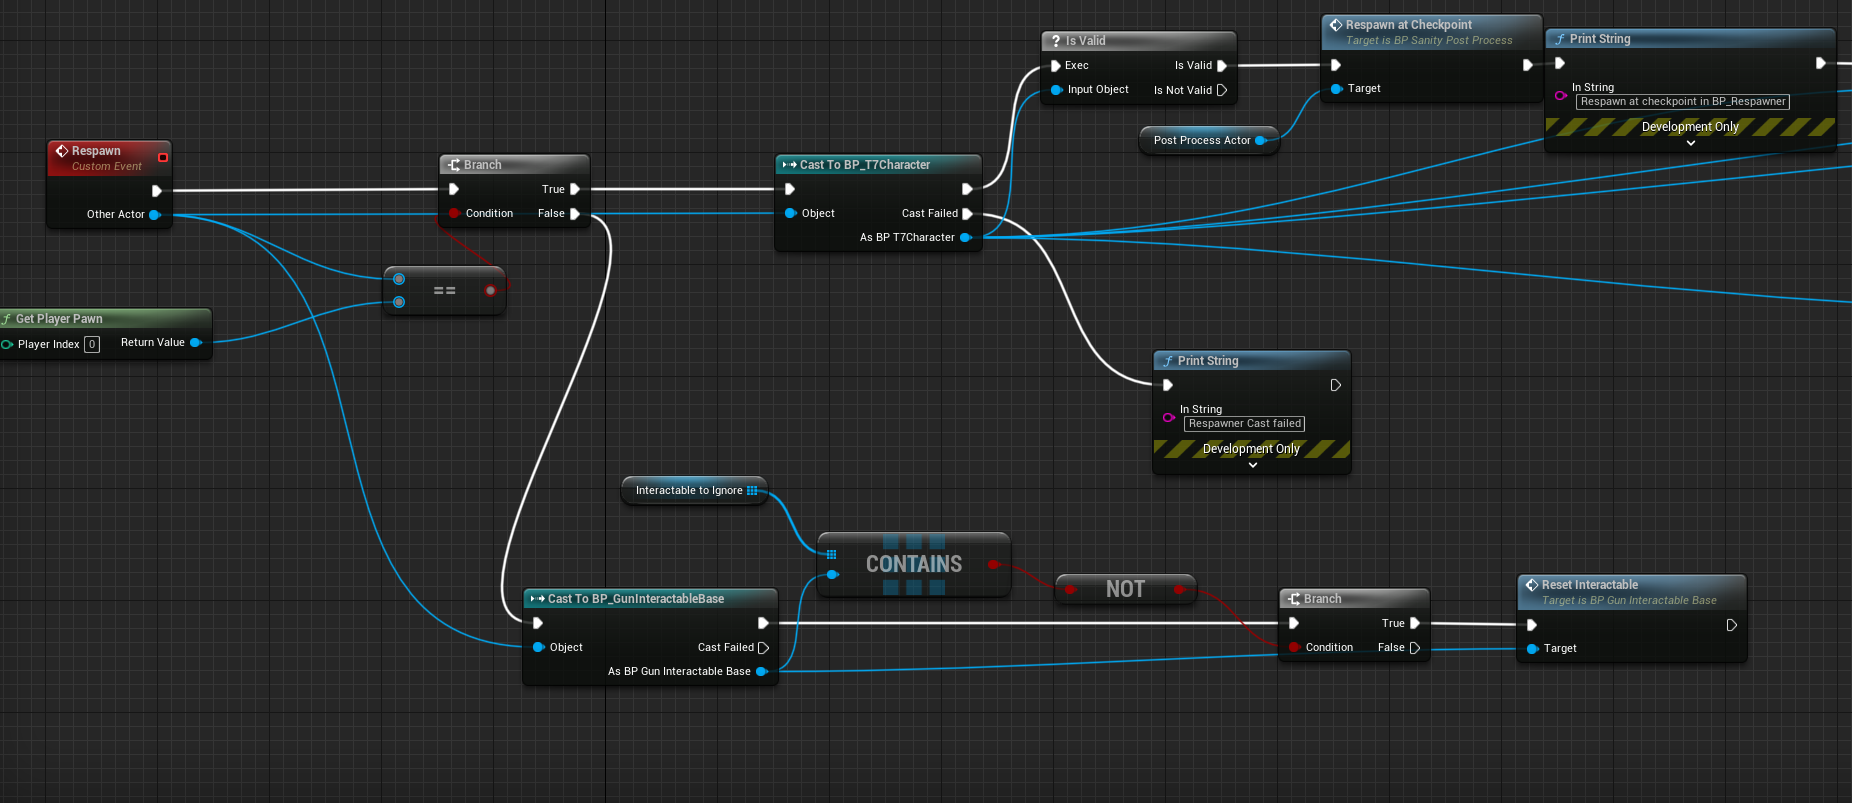 Respawn
Custom Event
Other Actor
Get Player Pawn
Player Index 0 Return Value
==
Branch
True
Condition False
Cast To BP_T7Character
Object Cast Failed
As BP T7Character
Is Valid
Exec Is Valid
Input Object Is Not Valid
Post Process Actor
Respawn at Checkpoint
Target is BP Sanity Post Process
Target
Print String
In String
Respawn at checkpoint in BP_Respawner
Development Only
Print String
In String
Respawner Cast failed
Development Only
Interactable to Ignore
CONTAINS
NOT
Cast To BP_GunInteractableBase
Object Cast Failed
As BP Gun Interactable Base
Branch
True
Condition False
Reset Interactable
Target is BP Gun Interactable Base
Target